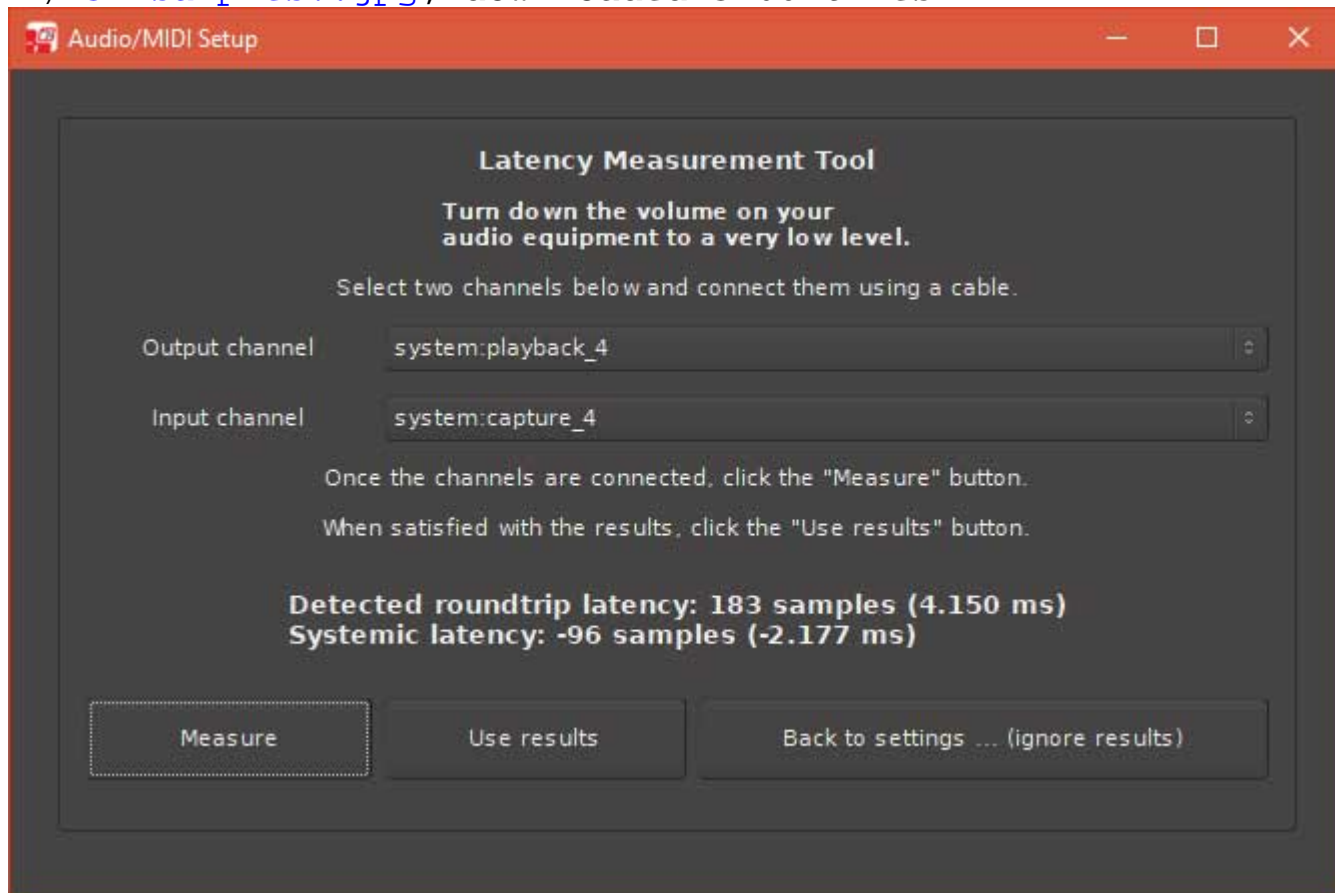 Audio/MIDI Setup
Latency Measurement Tool
Turn down the volume on your
audio equipment to a very low level.
Select two channels below and connect them using a cable.
Output channel system:playback_4
Input channel system:capture_4
Once the channels are connected, click the "Measure" button.
When satisfied with the results, click the "Use results" button.
Detected roundtrip latency: 183 samples (4.150 ms)
Systemic latency: -96 samples (-2.177 ms)
Measure Use results Back to settings ... (ignore results)